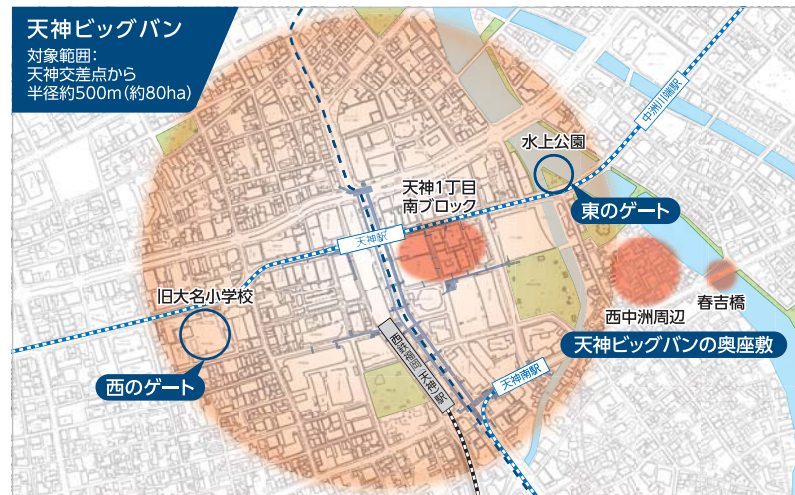 天神ビッグバン
対象範囲：
天神交差点から
半径約500m（約80ha）
中洲川端駅
水上公園
天神1丁目
南ブロック
東のゲート
天神駅
旧大名小学校
西中洲周辺
春吉橋
天神ビッグバンの奥座敷
西鉄福岡（天神）駅
天神南駅
西のゲート